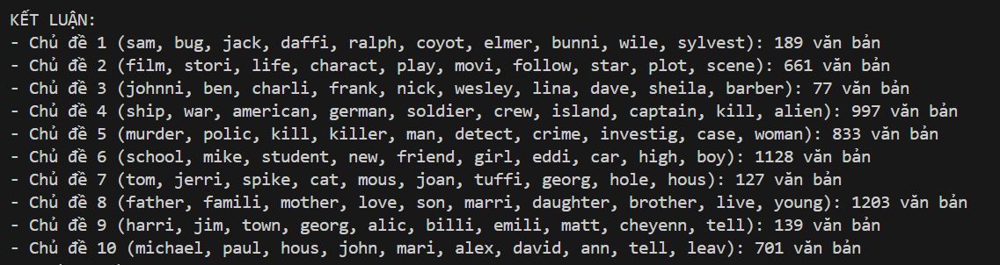 KẾT LUẬN:
- Chủ đề 1 (sam, bug, jack, daffi, ralph, coyot, elmer, bunni, wile, sylvest): 189 văn bản
- Chủ đề 2 (film, stori, life, charact, play, movi, follow, star, plot, scene): 661 văn bản
- Chủ đề 3 (johnni, ben, charli, frank, nick, wesley, lina, dave, sheila, barber): 77 văn bản
- Chủ đề 4 (ship, war, american, german, soldier, crew, island, captain, kill, alien): 997 văn bản
- Chủ đề 5 (murder, polic, kill, killer, man, detect, crime, investig, case, woman): 833 văn bản
- Chủ đề 6 (school, mike, student, new, friend, girl, eddi, car, high, boy): 1128 văn bản
- Chủ đề 7 (tom, jerri, spike, cat, mous, joan, tuffi, georg, hole, hous): 127 văn bản
- Chủ đề 8 (father, famili, mother, love, son, marri, daughter, brother, live, young): 1203 văn bản
- Chủ đề 9 (harri, jim, town, georg, alic, billi, emili, matt, cheyenn, tell): 139 văn bản
- Chủ đề 10 (michael, paul, hous, john, mari, alex, david, ann, tell, leav): 701 văn bản